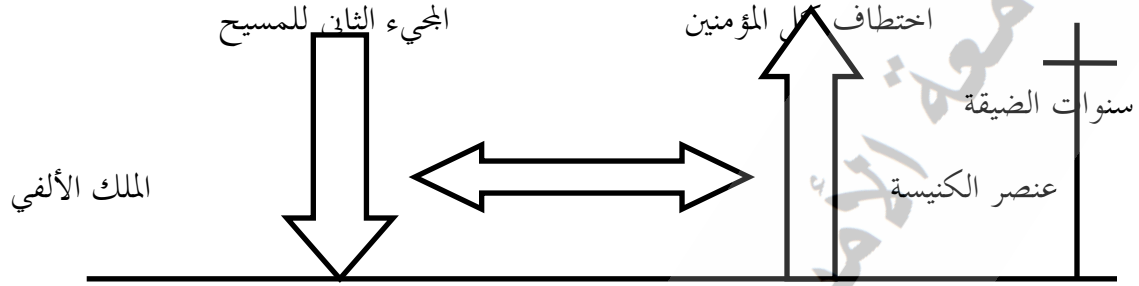 اختطاف كل المؤمنين
المجيء الثاني للمسيح
سنوات الضيقة
عنصر الكنيسة
الملك الألفي